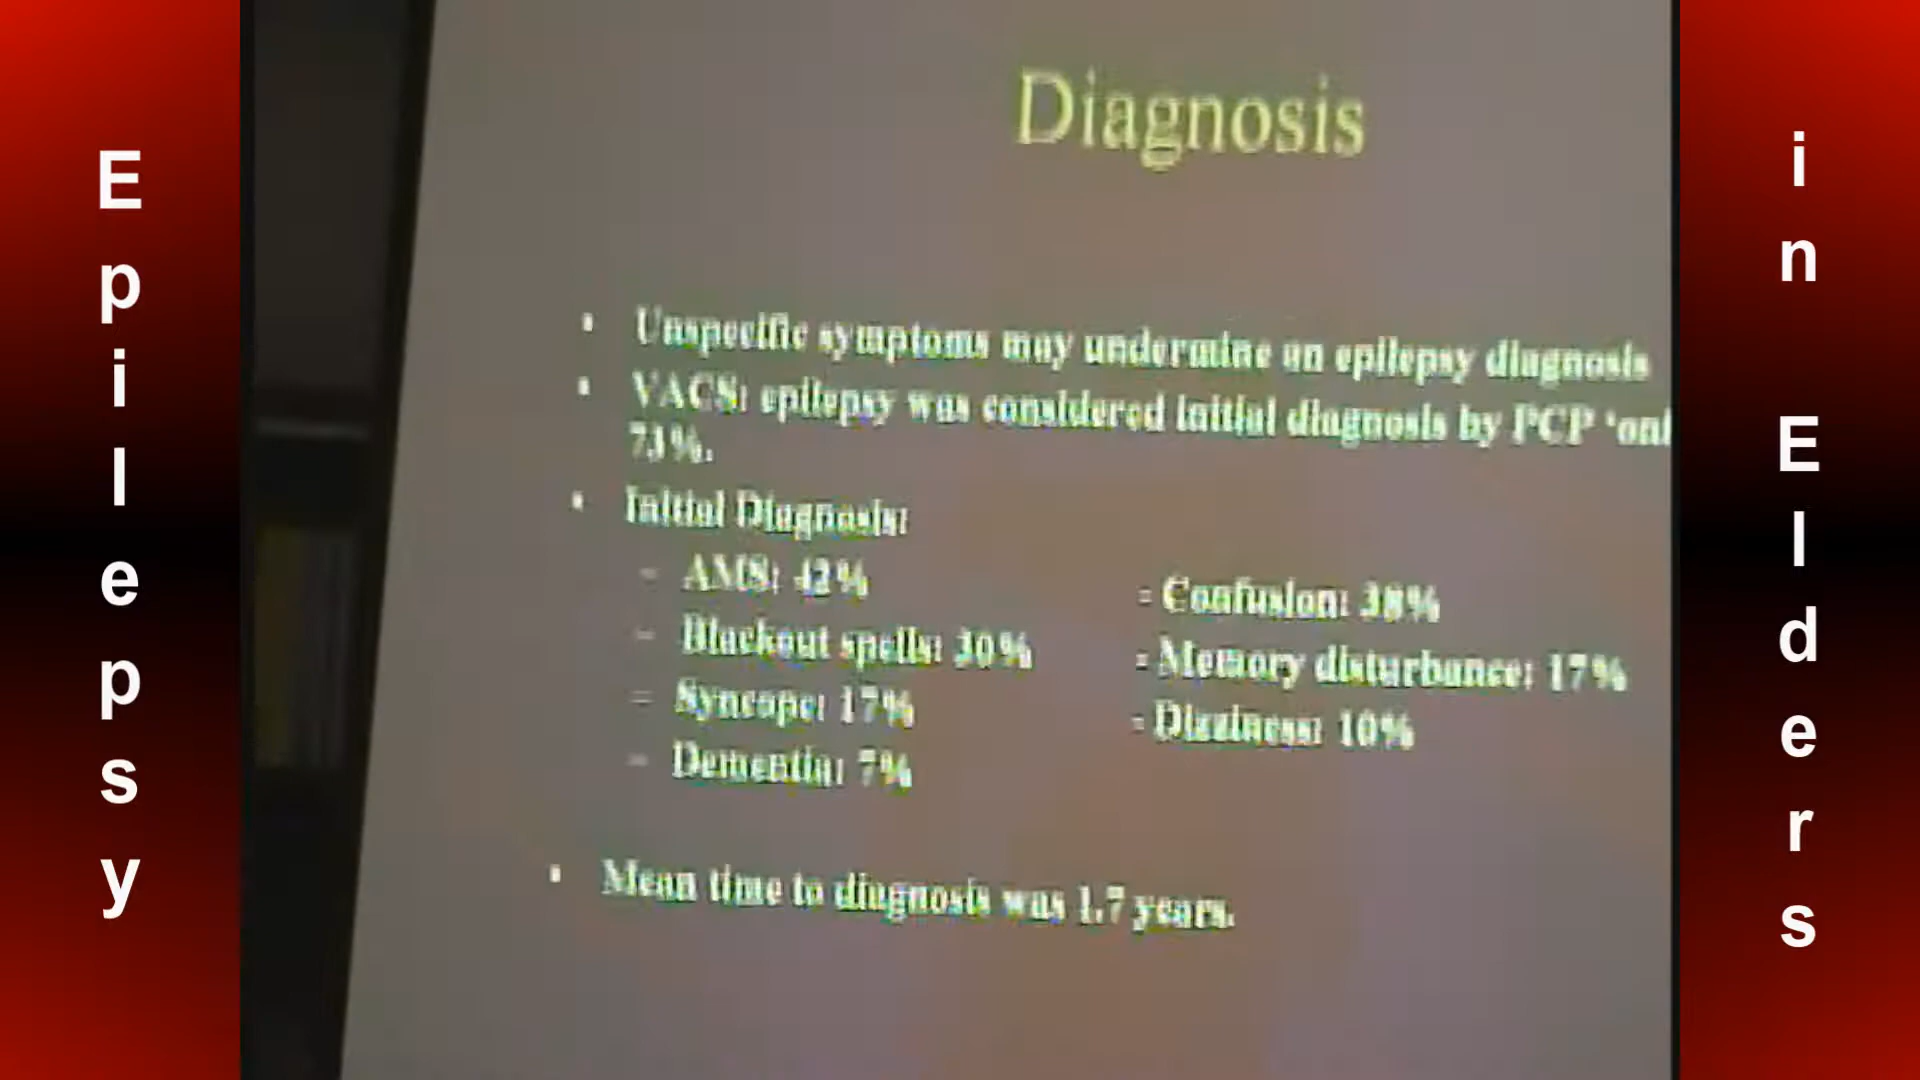 Epilepsy
Diagnosis
Unspecific symptoms may undermine an epilepsy diagnosis
VACS: epilepsy was considered initial diagnosis by PCP ‘onl
73%.
Initial Diagnosis:
– AMS: 42% - Confusion: 38%
– Blackout spells: 30% - Memory disturbance: 17%
– Syncope: 17% - Dizziness: 10%
– Dementia: 7%
Mean time to diagnosis was 1.7 years.
in Elders